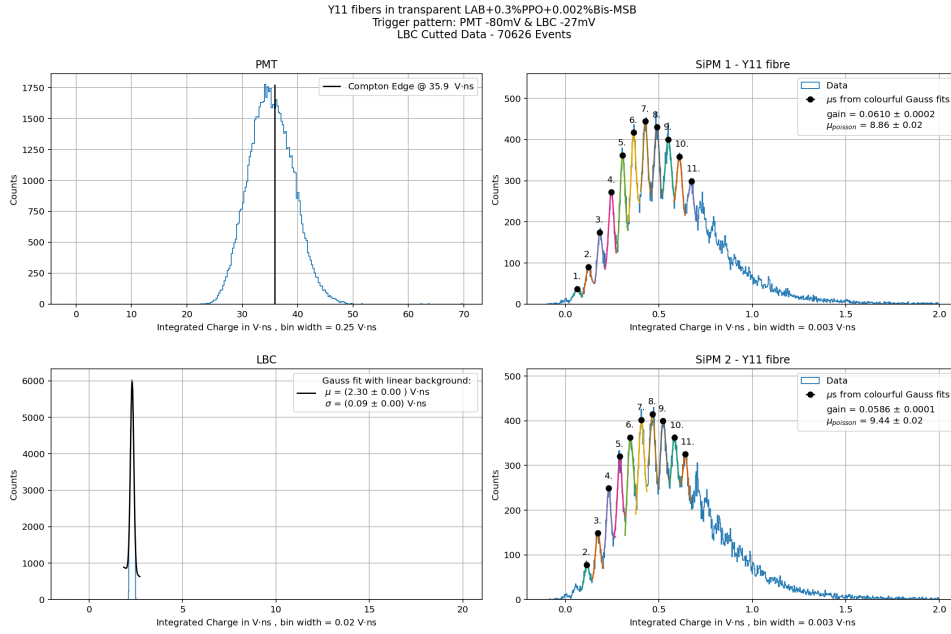 Y11 fibers in transparent LAB+0.3%PPO+0.002%Bis-MSB
Trigger pattern: PMT -80mV & LBC -27mV
LBC Cutted Data - 70626 Events
PMT
Compton Edge @ 35.9 V·ns
Counts
1750
1500
1250
1000
750
500
250
0
0 10 20 30 40 50 60 70
Integrated Charge in V·ns , bin width = 0.25 V·ns
SiPM 1 - Y11 fibre
Data
μs from colourful Gauss fits
gain = 0.0610 ± 0.0002
μpoisson = 8.86 ± 0.02
Counts
500
400
300
200
100
0
1. 2. 3. 4. 5. 6. 7. 8. 9. 10. 11.
0.0 0.5 1.0 1.5 2.0
Integrated Charge in V·ns , bin width = 0.003 V·ns
LBC
Gauss fit with linear background:
μ = (2.30 ± 0.00 ) V·ns
σ = (0.09 ± 0.00) V·ns
Counts
6000
5000
4000
3000
2000
1000
0
0 5 10 15 20
Integrated Charge in V·ns , bin width = 0.02 V·ns
SiPM 2 - Y11 fibre
Data
μs from colourful Gauss fits
gain = 0.0586 ± 0.0001
μpoisson = 9.44 ± 0.02
Counts
500
400
300
200
100
0
2. 3. 4. 5. 6. 7. 8. 9. 10. 11.
0.0 0.5 1.0 1.5 2.0
Integrated Charge in V·ns , bin width = 0.003 V·ns